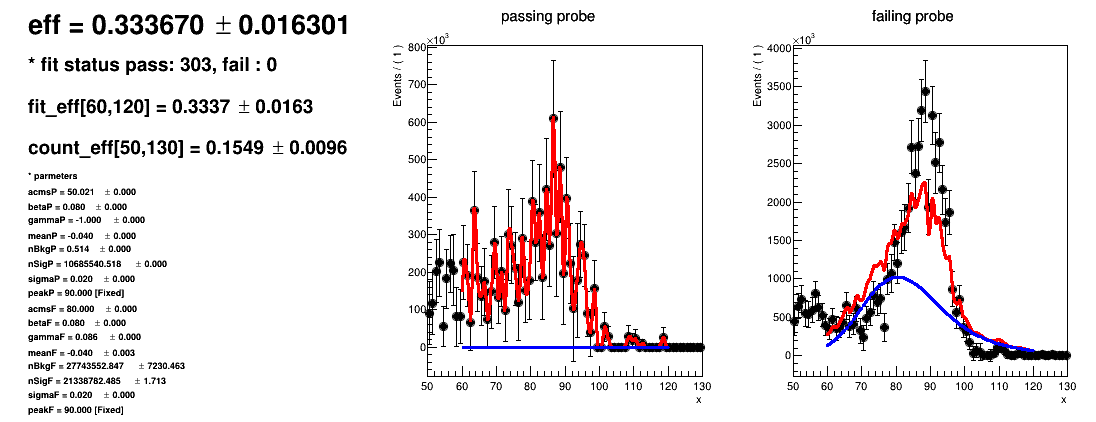 eff = 0.333670 ± 0.016301
* fit status pass: 303, fail : 0
fit_eff[60,120] = 0.3337 ± 0.0163
count_eff[50,130] = 0.1549 ± 0.0096
* parmeters
acmsP = 50.021 ± 0.000
betaP = 0.080 ± 0.000
gammaP = -1.000 ± 0.000
meanP = -0.040 ± 0.000
nBkgP = 0.514 ± 0.000
nSigP = 10685540.518 ± 0.000
sigmaP = 0.020 ± 0.000
peakP = 90.000 [Fixed]
acmsF = 80.000 ± 0.000
betaF = 0.080 ± 0.000
gammaF = 0.086 ± 0.000
meanF = -0.040 ± 0.003
nBkgF = 27743552.847 ± 7230.463
nSigF = 21338782.485 ± 1.713
sigmaF = 0.020 ± 0.000
peakF = 90.000 [Fixed]
passing probe
×10³
Events / ( 1 )
800
700
600
500
400
300
200
100
0
50 60 70 80 90 100 110 120 130
x
failing probe
×10³
Events / ( 1 )
4000
3500
3000
2500
2000
1500
1000
500
0
50 60 70 80 90 100 110 120 130
x